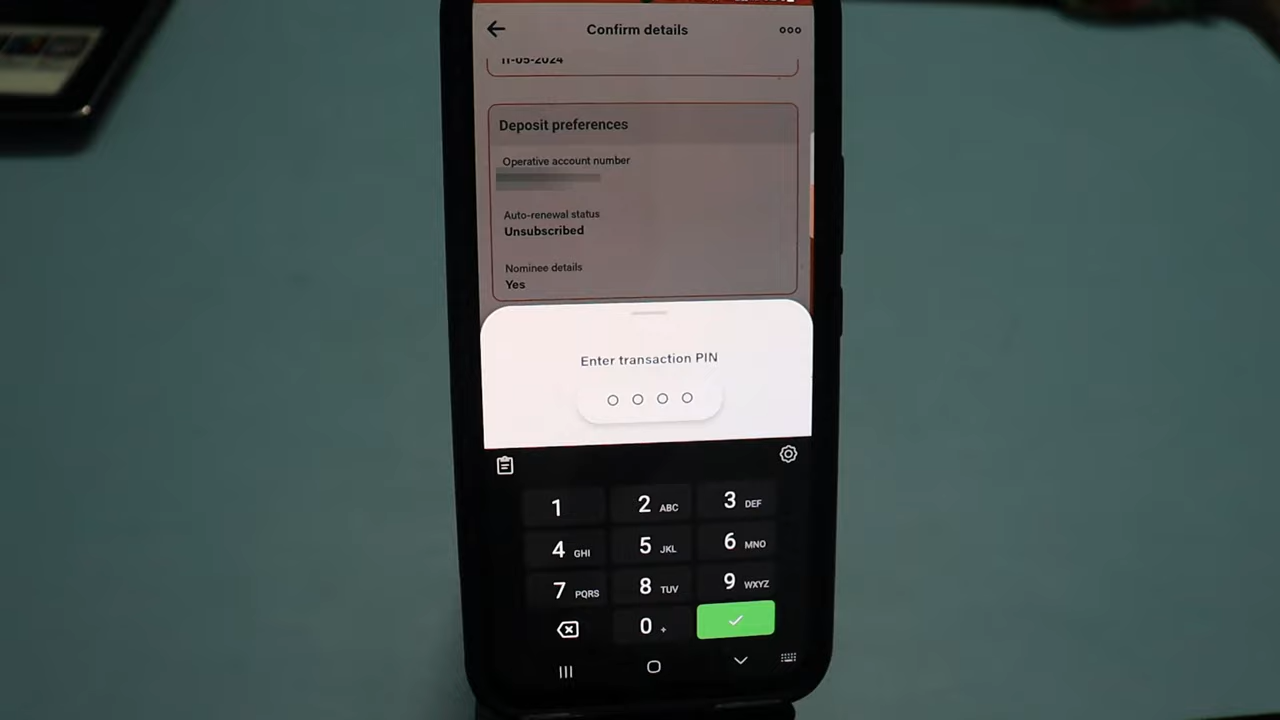 Confirm details
11-05-2024
Deposit preferences
Operative account number
Auto-renewal status
Unsubscribed
Nominee details
Yes
Enter transaction PIN
1
2 ABC
3 DEF
4 GHI
5 JKL
6 MNO
7 PQRS
8 TUV
9 WXYZ
0 +